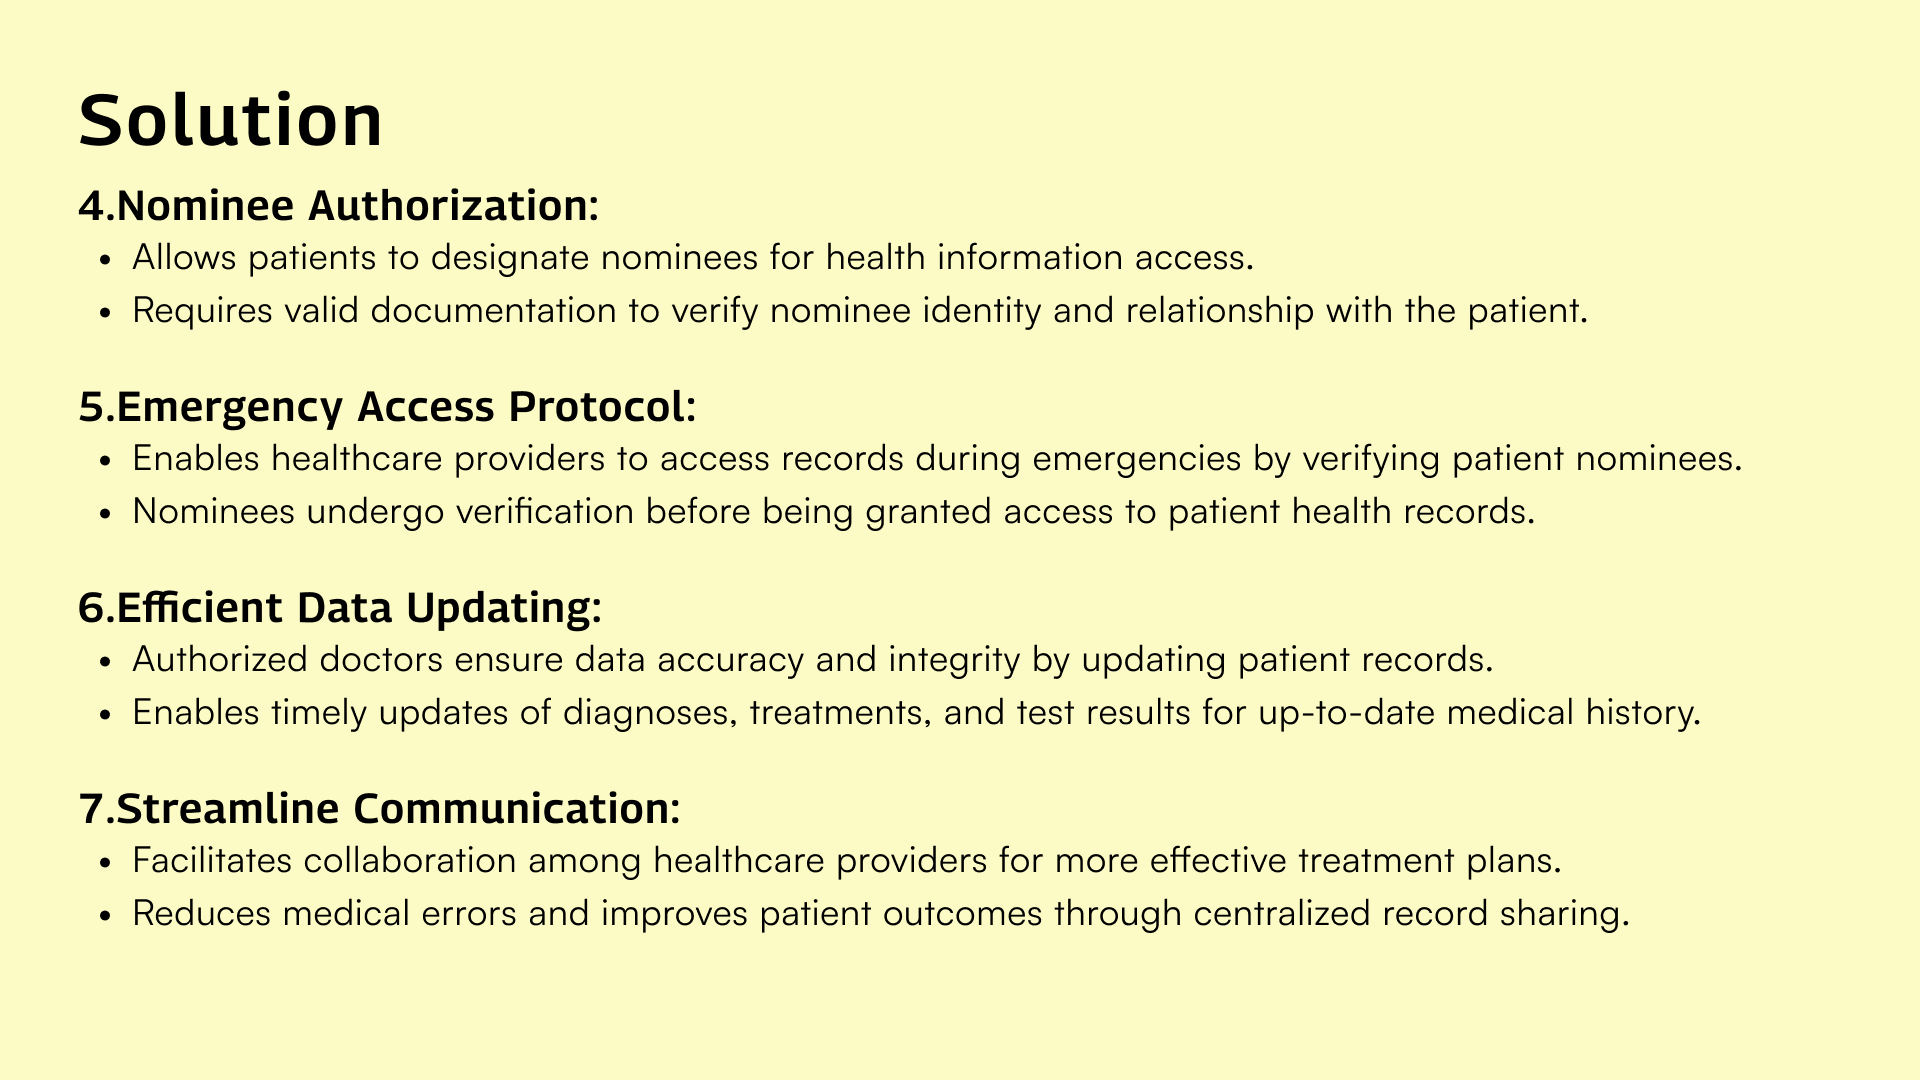 Solution
4.Nominee Authorization:
• Allows patients to designate nominees for health information access.
• Requires valid documentation to verify nominee identity and relationship with the patient.
5.Emergency Access Protocol:
• Enables healthcare providers to access records during emergencies by verifying patient nominees.
• Nominees undergo verification before being granted access to patient health records.
6.Efficient Data Updating:
• Authorized doctors ensure data accuracy and integrity by updating patient records.
• Enables timely updates of diagnoses, treatments, and test results for up-to-date medical history.
7.Streamline Communication:
• Facilitates collaboration among healthcare providers for more effective treatment plans.
• Reduces medical errors and improves patient outcomes through centralized record sharing.